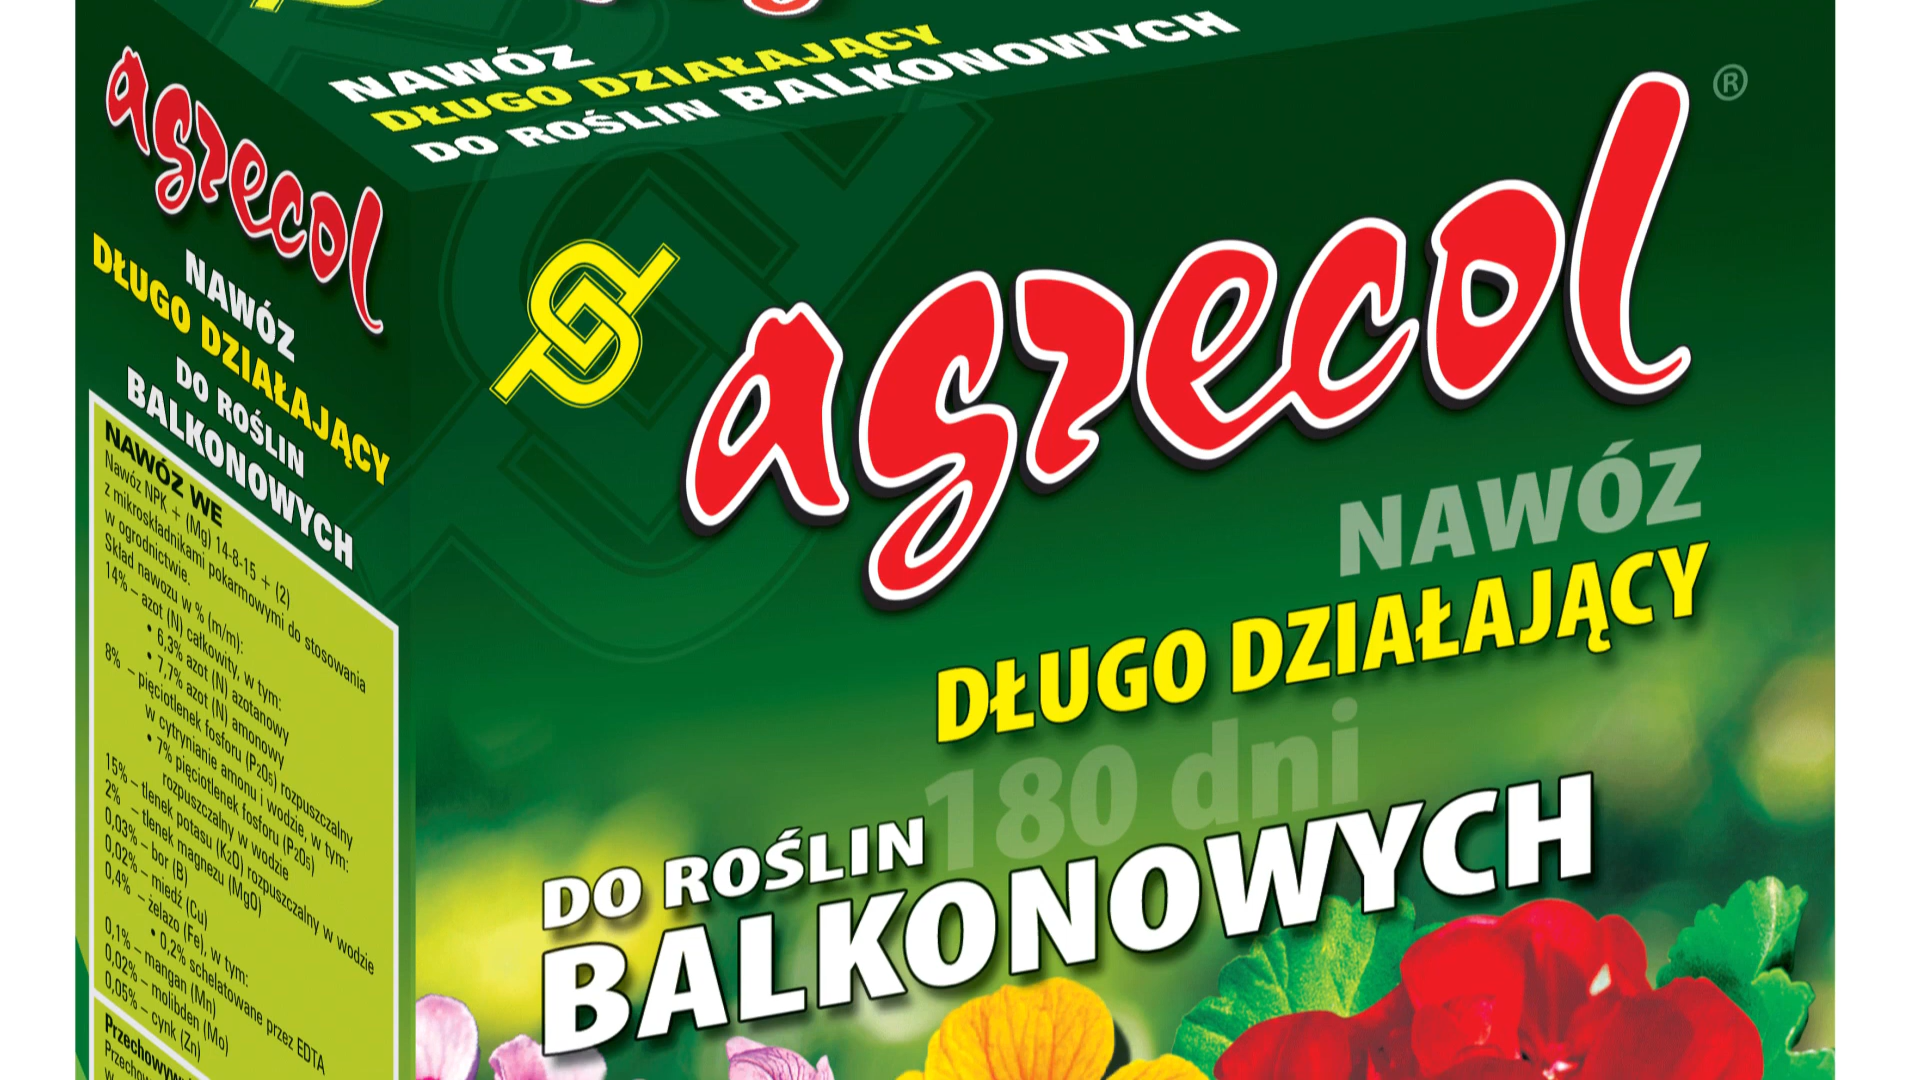 NAWÓZ
DŁUGO DZIAŁAJĄCY
DO ROŚLIN BALKONOWYCH
agrecol
NAWÓZ
DŁUGO DZIAŁAJĄCY
DO ROŚLIN
BALKONOWYCH
NAWÓZ WE
Nawóz NPK + (Mg) 14-8-15 + (2)
z mikroskładnikami pokarmowymi do stosowania
w ogrodnictwie.
Skład nawozu w % (m/m):
14% – azot (N) całkowity, w tym:
• 6,3% azot (N) azotanowy
• 7,7% azot (N) amonowy
8% – pięciotlenek fosforu (P2O5) rozpuszczalny
w cytrynianie amonu i wodzie, w tym:
• 7% pięciotlenek fosforu (P2O5)
rozpuszczalny w wodzie
15% – tlenek potasu (K2O) rozpuszczalny w wodzie
2% – tlenek magnezu (MgO)
0,03% – bor (B)
0,02% – miedź (Cu)
0,4% – żelazo (Fe), w tym:
• 0,2% schelatowane przez EDTA
0,1% – mangan (Mn)
0,02% – molibden (Mo)
0,05% – cynk (Zn)
agrecol ®
NAWÓZ
DŁUGO DZIAŁAJĄCY
180 dni
DO ROŚLIN
BALKONOWYCH